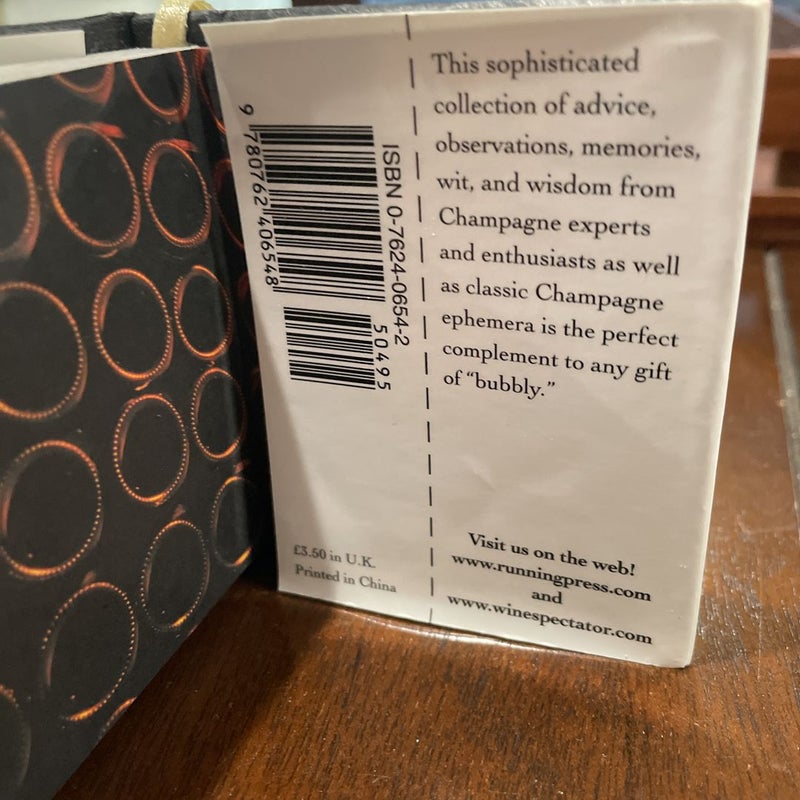 9 780762 406548
ISBN 0-7624-0654-2
50495
£3.50 in U.K.
Printed in China
This sophisticated
collection of advice,
observations, memories,
wit, and wisdom from
Champagne experts
and enthusiasts as well
as classic Champagne
ephemera is the perfect
complement to any gift
of “bubbly.”
Visit us on the web!
www.runningpress.com
and
www.winespectator.com